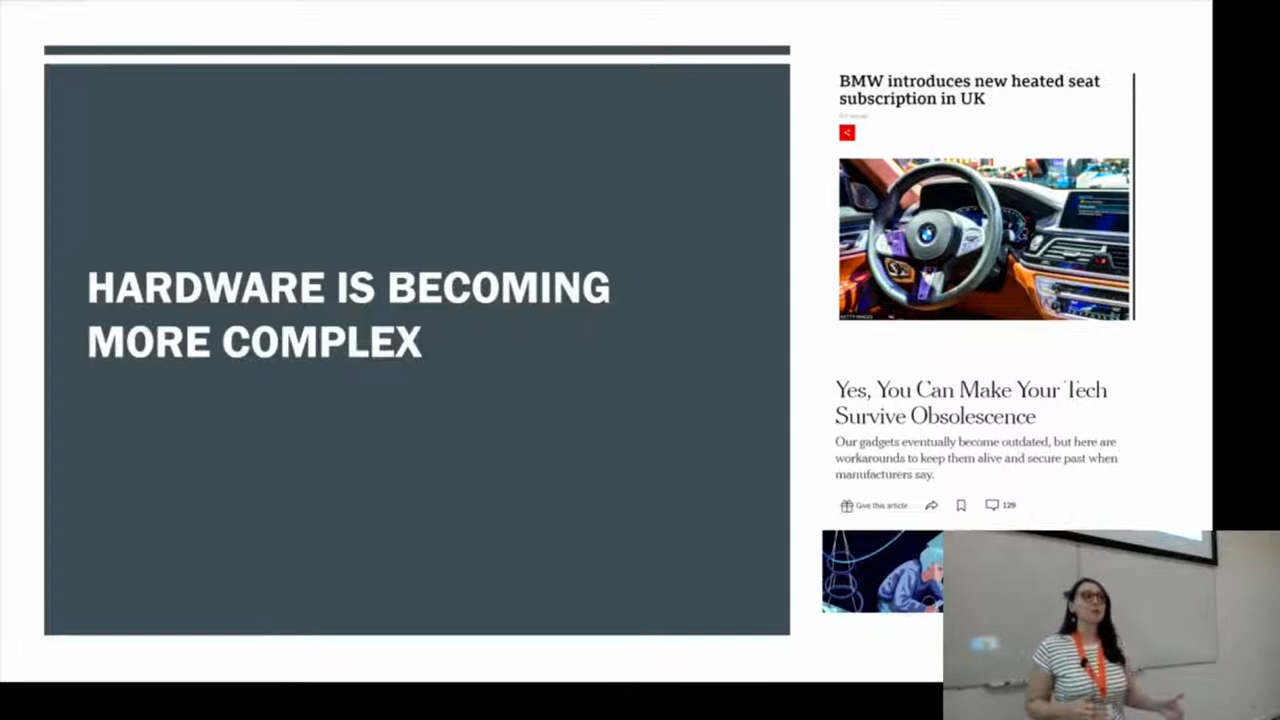 HARDWARE IS BECOMING
MORE COMPLEX
BMW introduces new heated seat
subscription in UK
GETTY IMAGES
Yes, You Can Make Your Tech
Survive Obsolescence
Our gadgets eventually become outdated, but here are
workarounds to keep them alive and secure past when
manufacturers say.
Give this article
129